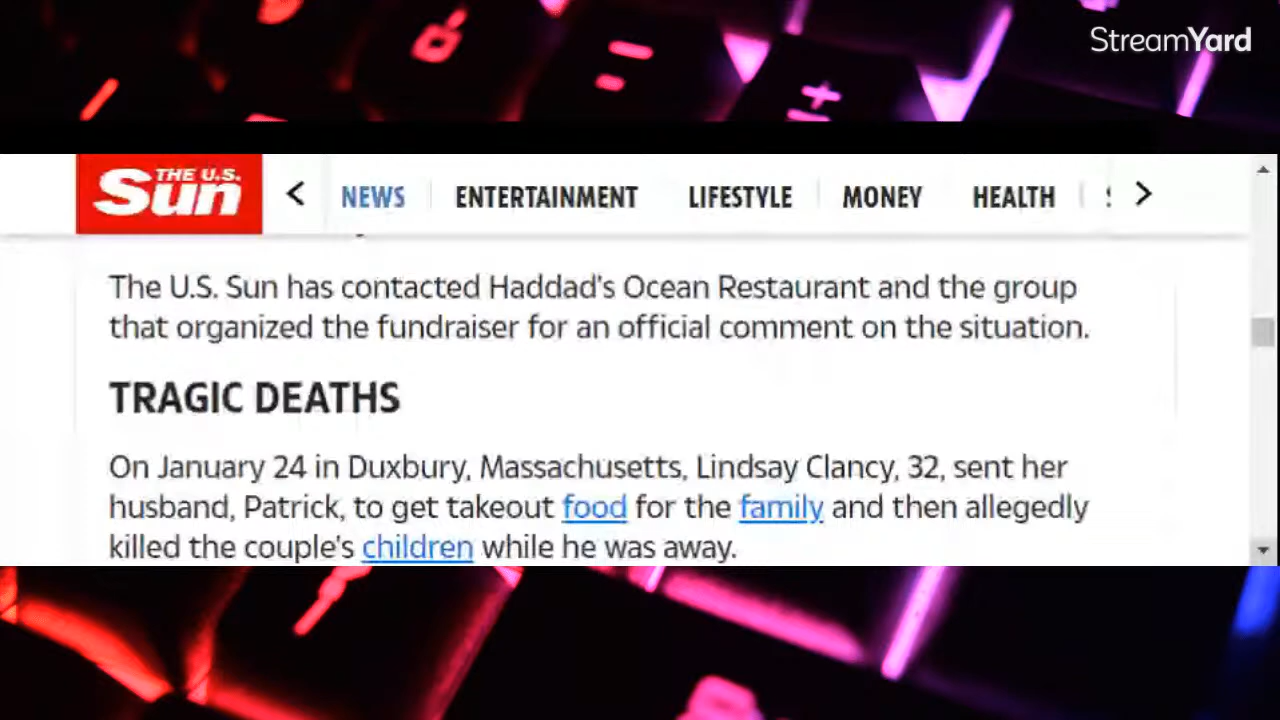 StreamYard
THE U.S.
Sun
< NEWS ENTERTAINMENT LIFESTYLE MONEY HEALTH >
The U.S. Sun has contacted Haddad's Ocean Restaurant and the group
that organized the fundraiser for an official comment on the situation.
TRAGIC DEATHS
On January 24 in Duxbury, Massachusetts, Lindsay Clancy, 32, sent her
husband, Patrick, to get takeout food for the family and then allegedly
killed the couple's children while he was away.